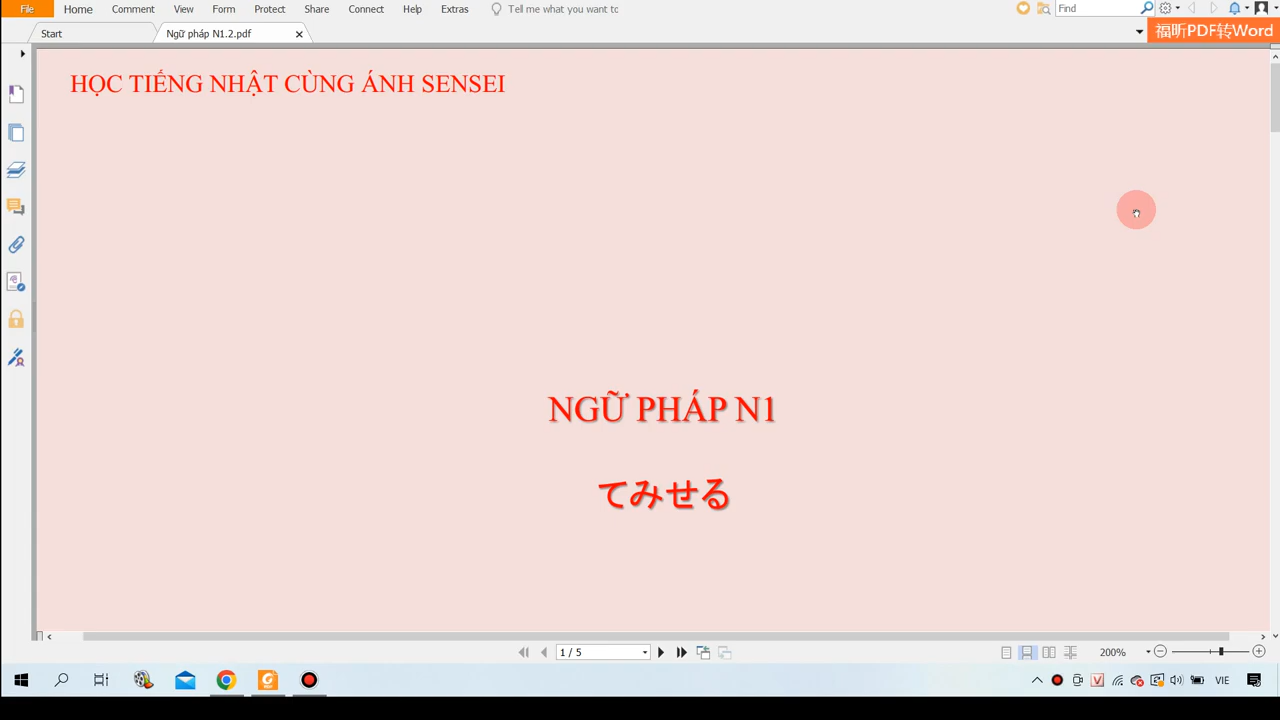 File Home Comment View Form Protect Share Connect Help Extras Tell me what you want to Find
Start Ngữ pháp N1.2.pdf 福昕PDF转Word
HỌC TIẾNG NHẬT CÙNG ÁNH SENSEI
NGỮ PHÁP N1
てみせる
1 / 5 200%
VIE